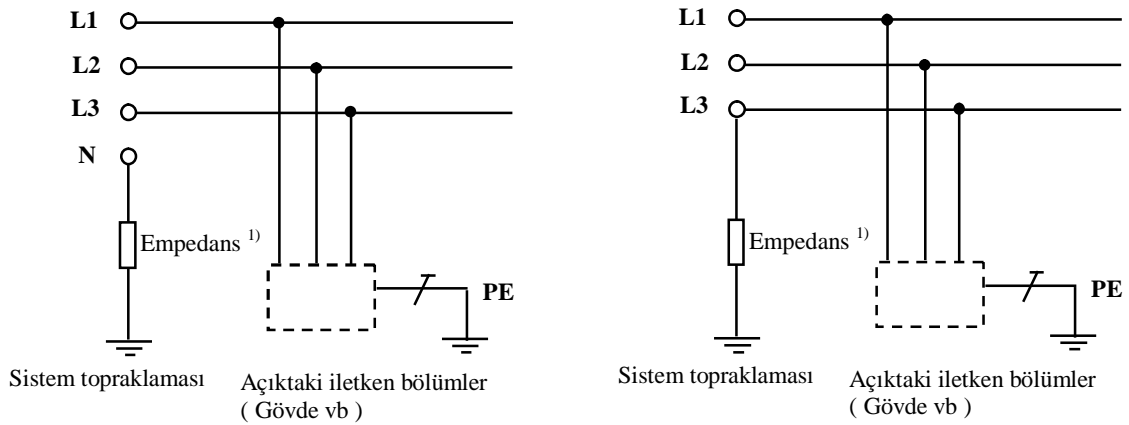 L1
L2
L3
N
Empedans 1)
PE
Sistem topraklaması
Açıktaki iletken bölümler
( Gövde vb )
L1
L2
L3
Empedans 1)
PE
Sistem topraklaması
Açıktaki iletken bölümler
( Gövde vb )